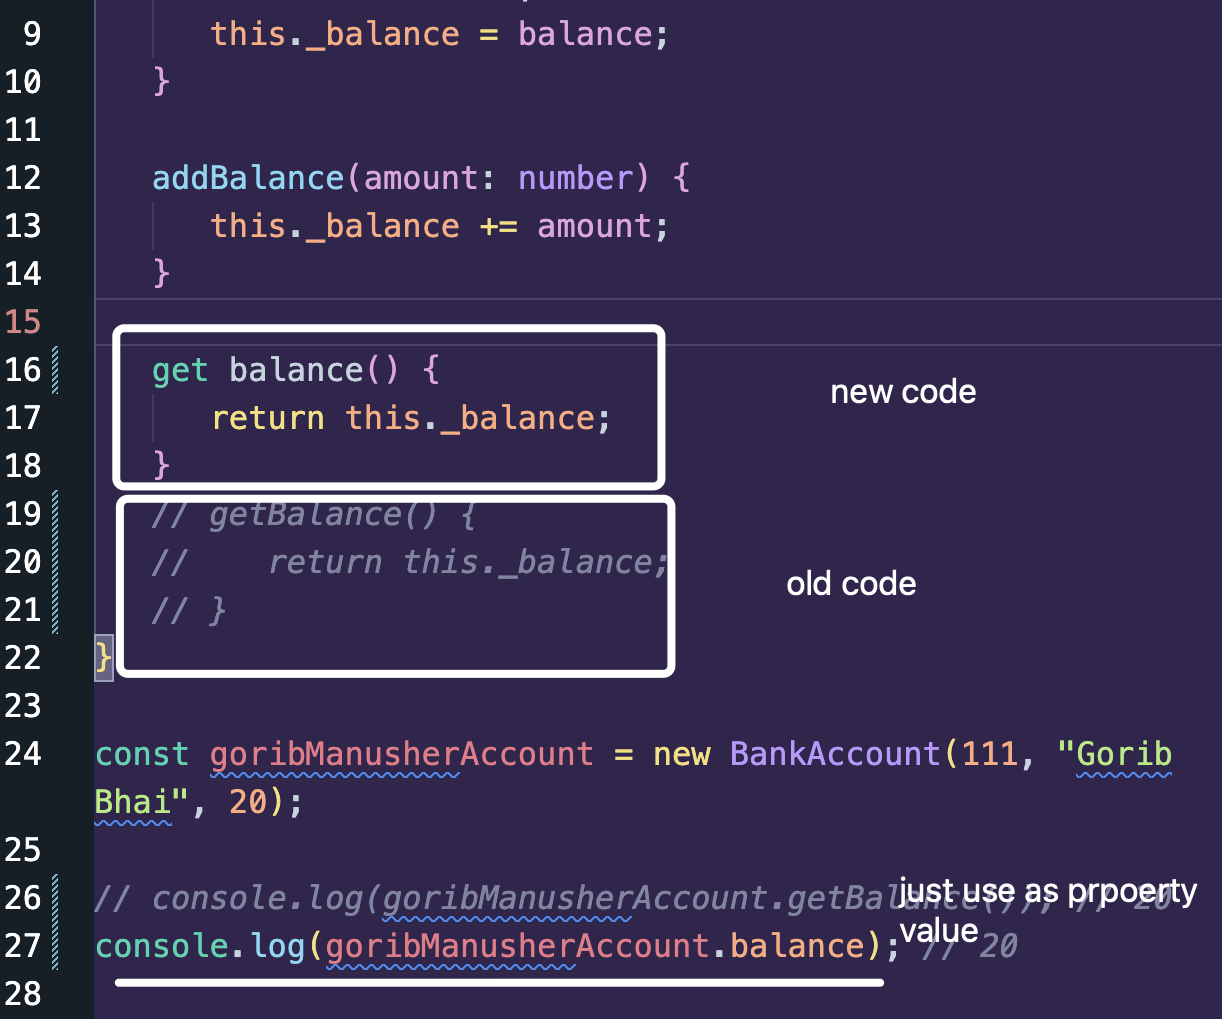 9 this._balance = balance;
10 }
11
12 addBalance(amount: number) {
13 this._balance += amount;
14 }
15
16 get balance() {
new code
17 return this._balance;
18 }
19 // getBalance() {
20 // return this._balance;
old code
21 // }
22 }
23
24 const goribManusherAccount = new BankAccount(111, "Gorib
Bhai", 20);
25
26 // console.log(goribManusherAccount.getBalance()); // 20
just use as prpoerty
value
27 console.log(goribManusherAccount.balance); // 20
28